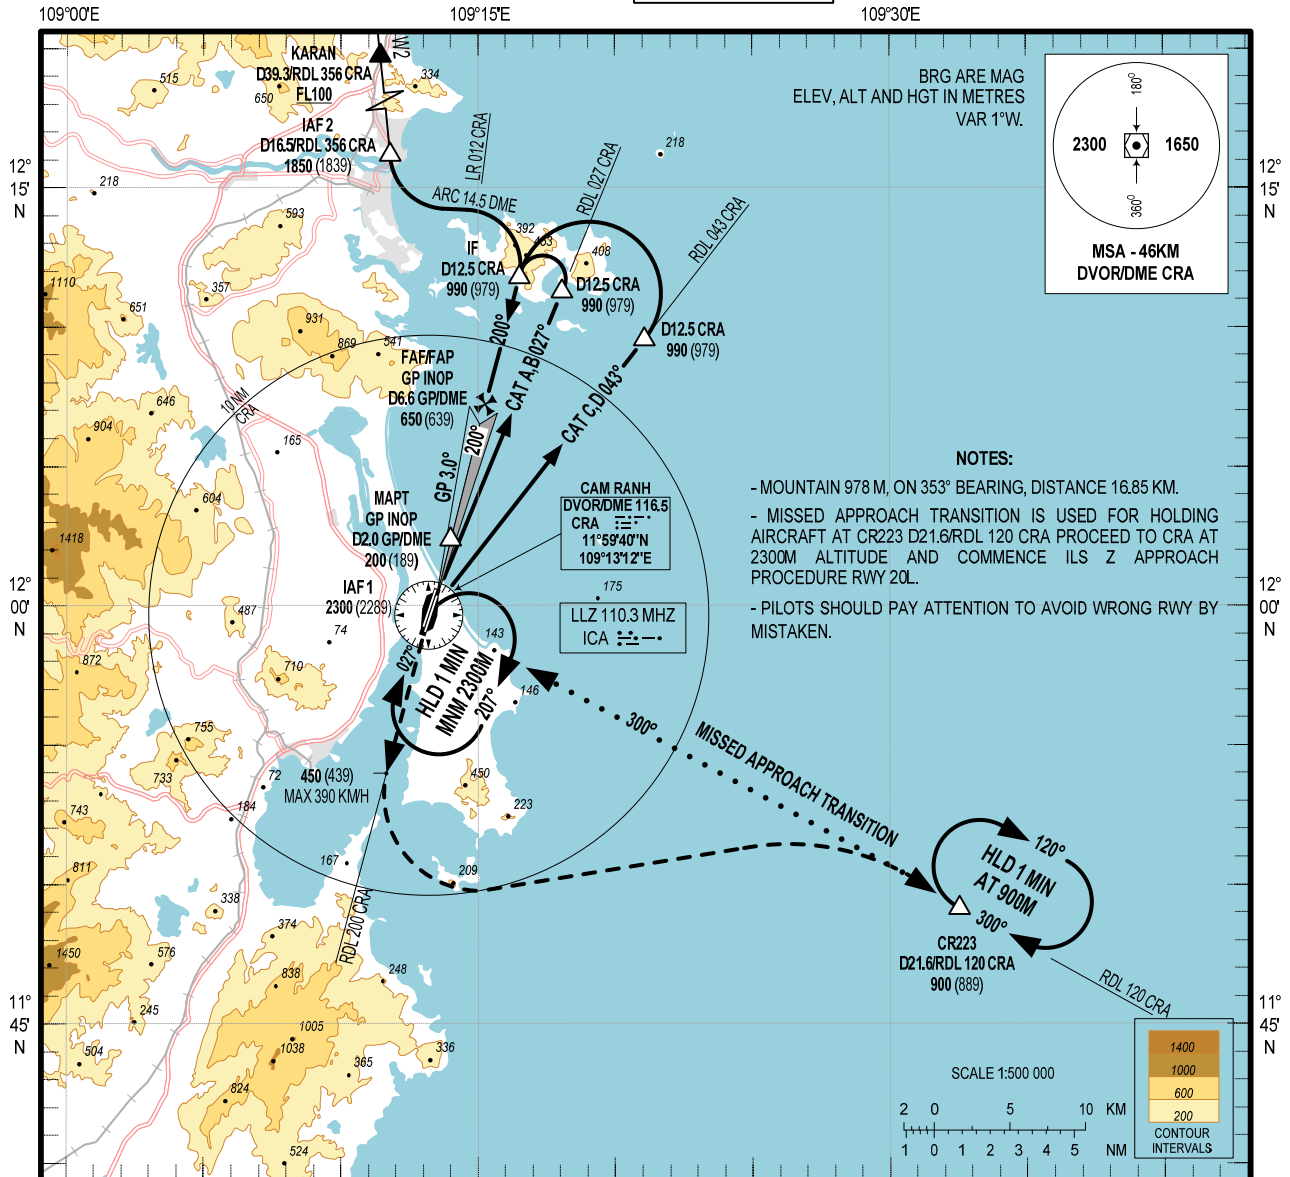 109°00'E
109°15'E
109°30'E
12°
15'
N
12°
00'
N
11°
45'
N
12°
15'
N
12°
00'
N
11°
45'
N
KARAN
D39.3/RDL 356 CRA
FL100
W2
IAF 2
D16.5/RDL 356 CRA
1850 (1839)
LR 012 CRA
ARC 14.5 DME
RDL 027 CRA
RDL 043 CRA
IF
D12.5 CRA
990 (979)
D12.5 CRA
990 (979)
D12.5 CRA
990 (979)
200°
CAT A,B 027°
CAT C,D 043°
FAF/FAP
GP INOP
D6.6 GP/DME
650 (639)
200°
GP 3.0°
10 NM
CRA
MAPT
GP INOP
D2.0 GP/DME
200 (189)
IAF 1
2300 (2289)
CAM RANH
DVOR/DME 116.5
CRA
11°59'40''N
109°13'12''E
LLZ 110.3 MHZ
ICA
027°
HLD 1 MIN
MNM 2300M
207°
450 (439)
MAX 390 KM/H
RDL 200 CRA
300°
MISSED APPROACH TRANSITION
120°
HLD 1 MIN
AT 900M
300°
CR223
D21.6/RDL 120 CRA
900 (889)
RDL 120 CRA
BRG ARE MAG
ELEV, ALT AND HGT IN METRES
VAR 1°W.
180°
2300
1650
360°
MSA - 46KM
DVOR/DME CRA
NOTES:
- MOUNTAIN 978 M, ON 353° BEARING, DISTANCE 16.85 KM.
- MISSED APPROACH TRANSITION IS USED FOR HOLDING
AIRCRAFT AT CR223 D21.6/RDL 120 CRA PROCEED TO CRA AT
2300M ALTITUDE AND COMMENCE ILS Z APPROACH
PROCEDURE RWY 20L.
- PILOTS SHOULD PAY ATTENTION TO AVOID WRONG RWY BY
MISTAKEN.
515
650
334
218
218
593
392
463
408
1110
357
651
931
869
541
646
904
165
604
1418
175
487
74
143
872
710
146
755
733
72
450
743
184
223
811
167
209
338
374
1450
576
838
248
245
1005
504
1038
365
336
824
524
SCALE 1:500 000
2 0 5 10 KM
1 0 1 2 3 4 5 NM
1400
1000
600
200
CONTOUR
INTERVALS